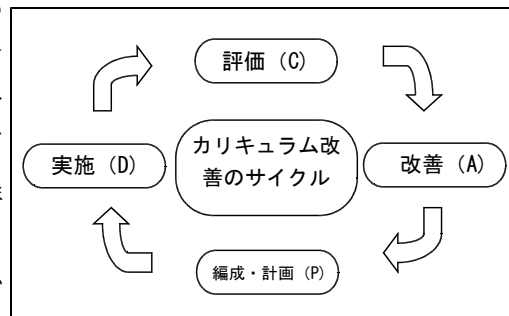 評価（C）
カリキュラム改
善のサイクル
実施（D）
改善（A）
編成・計画（P）